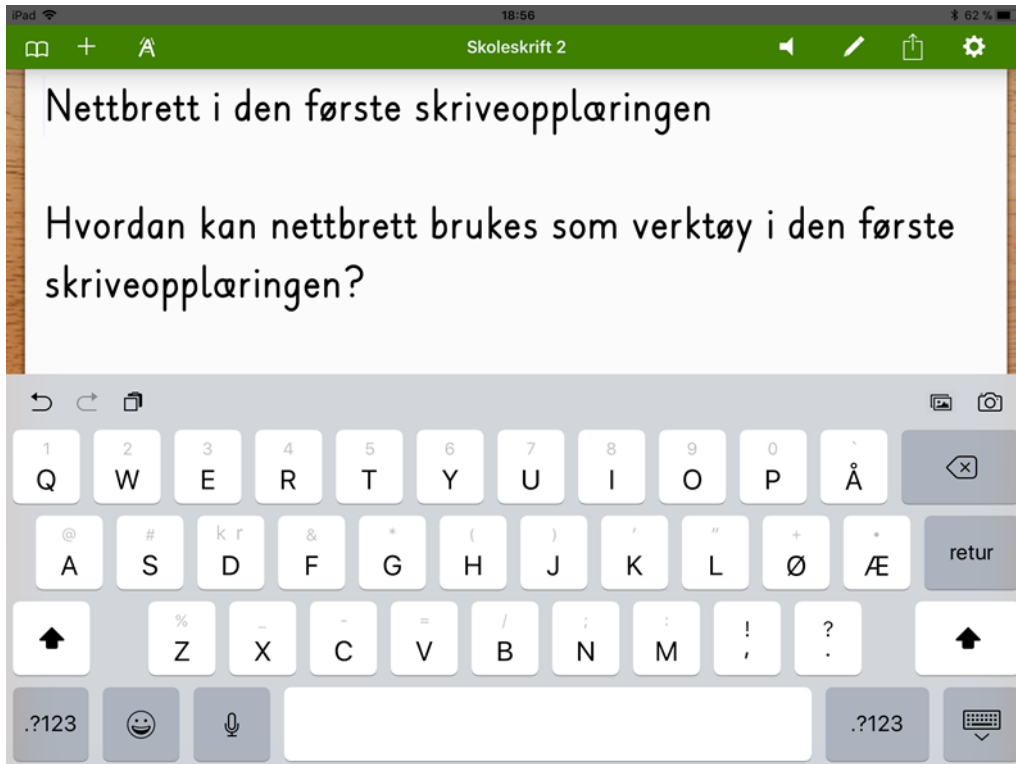 iPad 18:56 62 %
Skoleskrift 2
Nettbrett i den første skriveopplæringen
Hvordan kan nettbrett brukes som verktøy i den første
skriveopplæringen?
1 2 3 4 5 6 7 8 9 0 `
Q W E R T Y U I O P Å
@ # k r & * ( ) ' " + •
A S D F G H J K L Ø Æ retur
% _ - = / ; : ! ?
Z X C V B N M , .
.?123 .?123